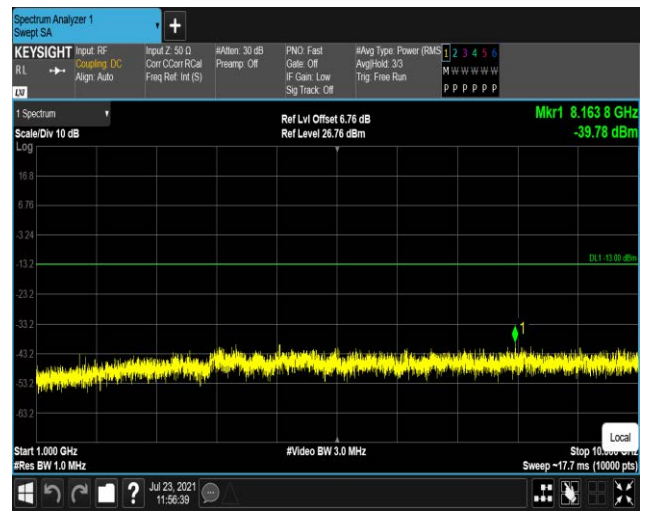 Spectrum Analyzer 1
Swept SA
+
KEYSIGHT
RL
LXI
Input: RF
Coupling: DC
Align: Auto
Input Z: 50 Ω
Corr CCorr RCal
Freq Ref: Int (S)
#Atten: 30 dB
Preamp: Off
PNO: Fast
Gate: Off
IF Gain: Low
Sig Track: Off
#Avg Type: Power (RMS
Avg|Hold: 3/3
Trig: Free Run
1 2 3 4 5 6
M W W W W W
P P P P P P
1 Spectrum
Scale/Div 10 dB
Log
Ref Lvl Offset 6.76 dB
Ref Level 26.76 dBm
Mkr1 8.163 8 GHz
-39.78 dBm
16.8
6.76
-3.24
-13.2
DL1 -13.00 dBm
-23.2
-33.2
1
-43.2
-53.2
-63.2
Local
Start 1.000 GHz
#Res BW 1.0 MHz
#Video BW 3.0 MHz
Stop 10.000 GHz
Sweep ~17.7 ms (10000 pts)
?
Jul 23, 2021
11:56:39